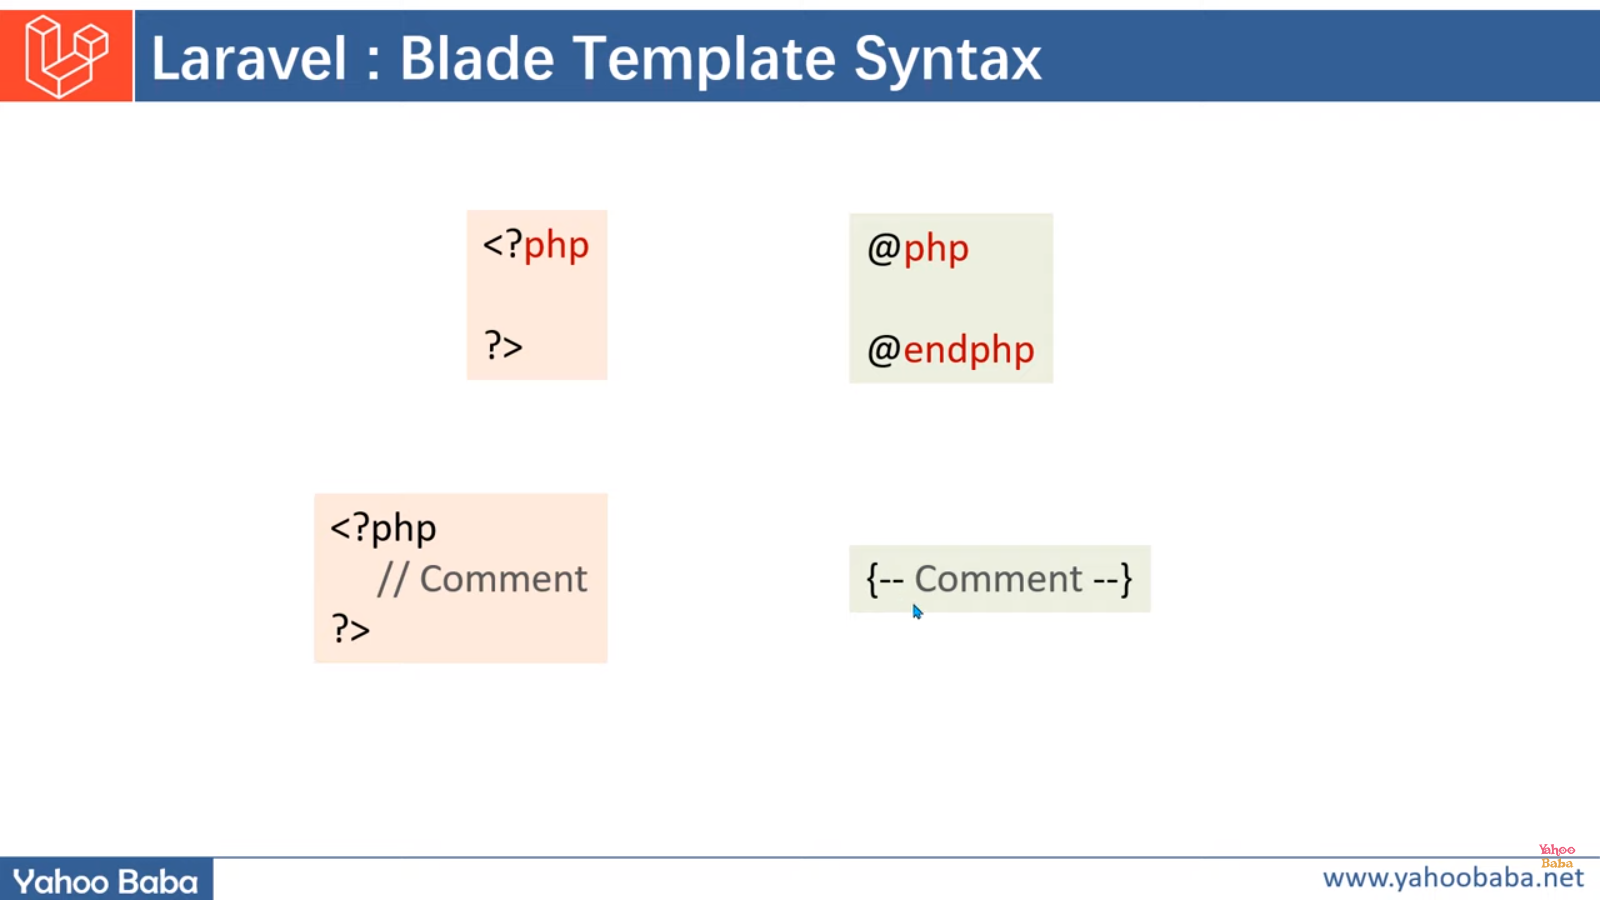 Laravel : Blade Template Syntax
<?php
?>
@php
@endphp
<?php
// Comment
?>
{-- Comment --}
Yahoo Baba
Yahoo
Baba
www.yahoobaba.net